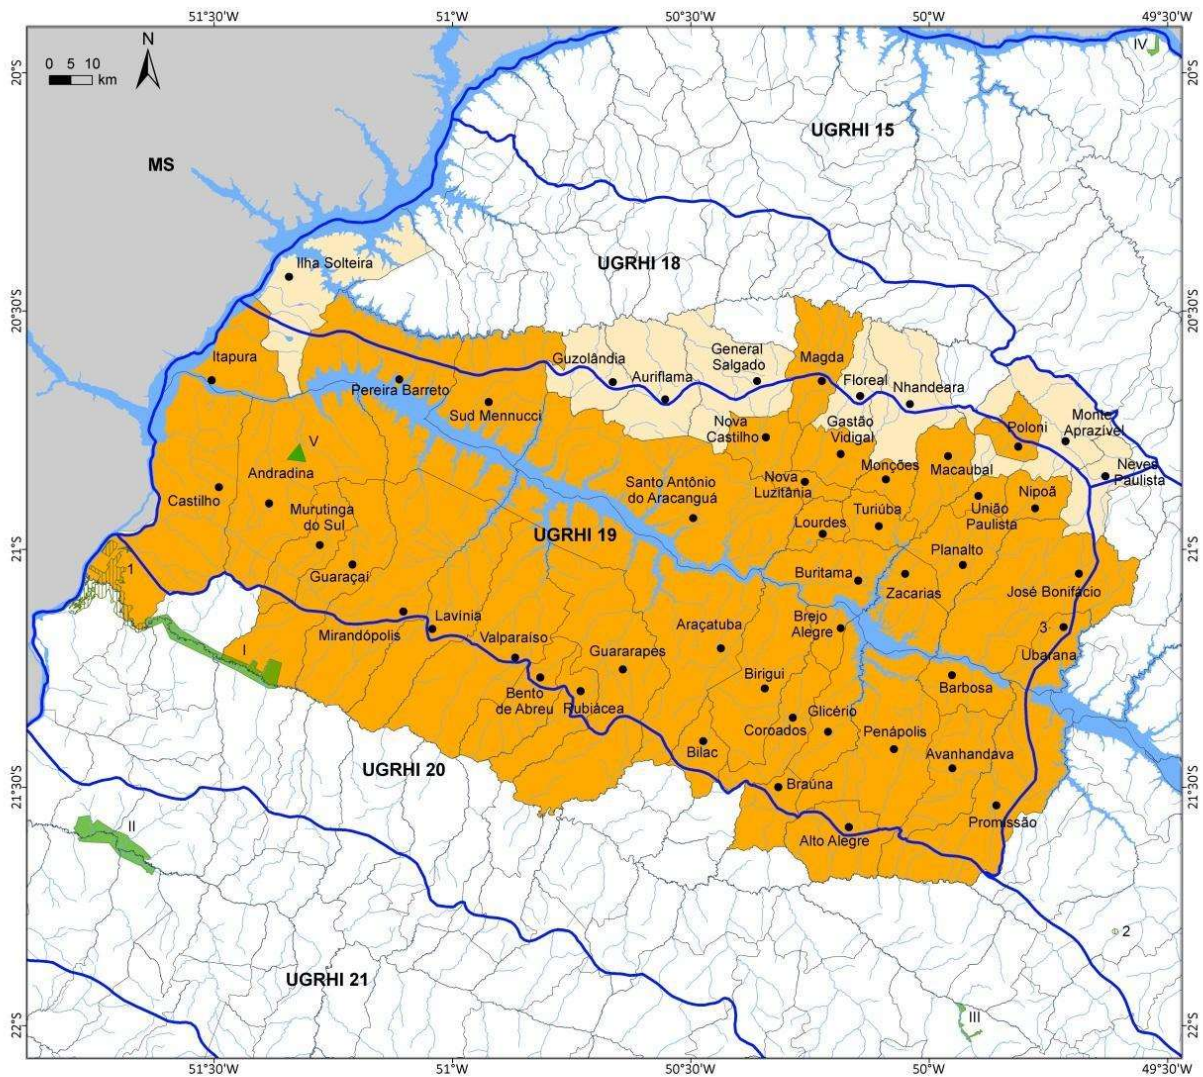 51°30'W
51°W
50°30'W
50°W
49°30'W
N
0 5 10
km
IV
20°S
20°S
UGRHI 15
MS
UGRHI 18
Ilha Solteira
20°30'S
20°30'S
Itapura
Guzolândia
General
Salgado
Magda
Pereira Barreto
Auriflama
Floreal
Nhandeara
Sud Mennucci
Nova
Castilho
Gastão
Vidigal
Poloni
Monte
Aprazível
V
Andradina
Monções
Macaubal
Neves
Paulista
Castilho
Murutinga
do Sul
Santo Antônio
do Aracanguá
Nova
Luzitânia
Turiúba
União
Paulista
Nipoã
UGRHI 19
Lourdes
21°S
21°S
Planalto
1
Guaraçaí
Buritama
Zacarias
José Bonifácio
Mirandópolis
Lavínia
Valparaíso
Araçatuba
Brejo
Alegre
3
I
Guararapes
Ubarana
Bento
de Abreu
Rubiácea
Birigui
Barbosa
Coroados
Glicério
Penápolis
Bilac
Avanhandava
UGRHI 20
21°30'S
21°30'S
Braúna
Promissão
II
Alto Alegre
2
UGRHI 21
III
22°S
22°S
51°30'W
51°W
50°30'W
50°W
49°30'W